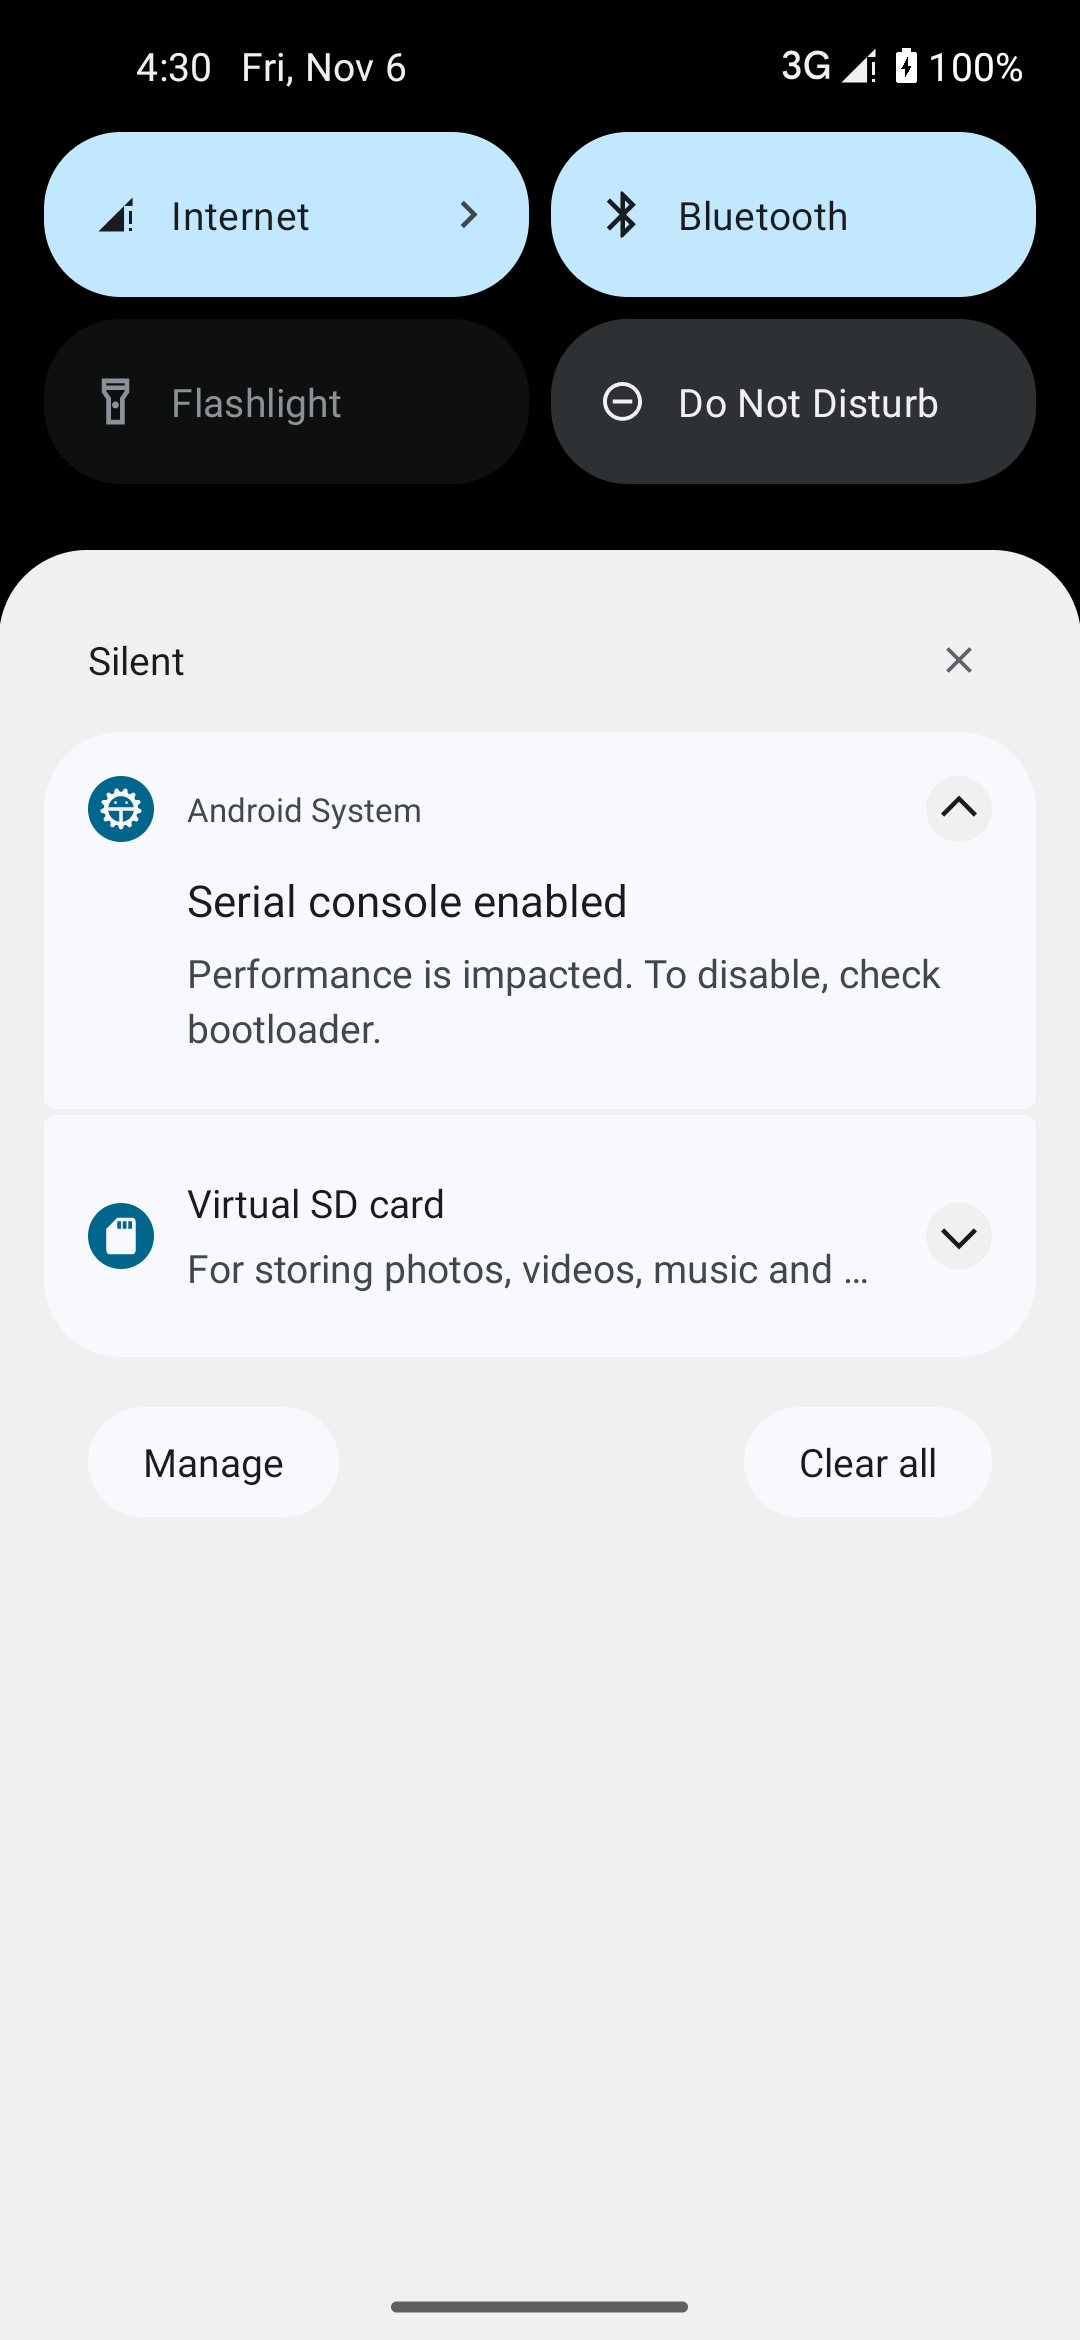 4:30 Fri, Nov 6 3G 100%
Internet
Bluetooth
Flashlight
Do Not Disturb
Silent
Android System
Serial console enabled
Performance is impacted. To disable, check
bootloader.
Virtual SD card
For storing photos, videos, music and …
Manage
Clear all